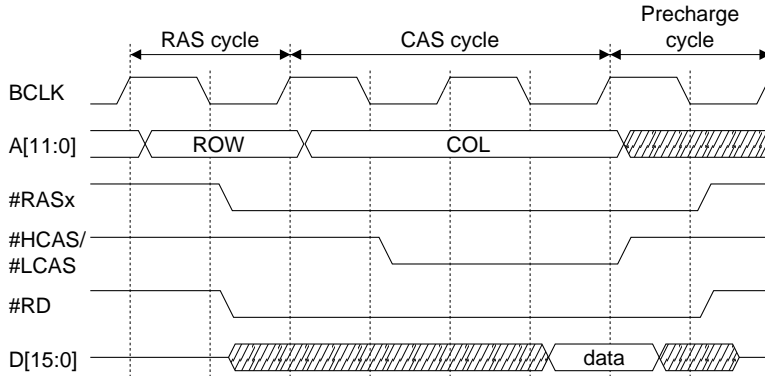 RAS cycle
CAS cycle
Precharge
cycle
BCLK
A[11:0]
ROW
COL
#RASx
#HCAS/
#LCAS
#RD
D[15:0]
data